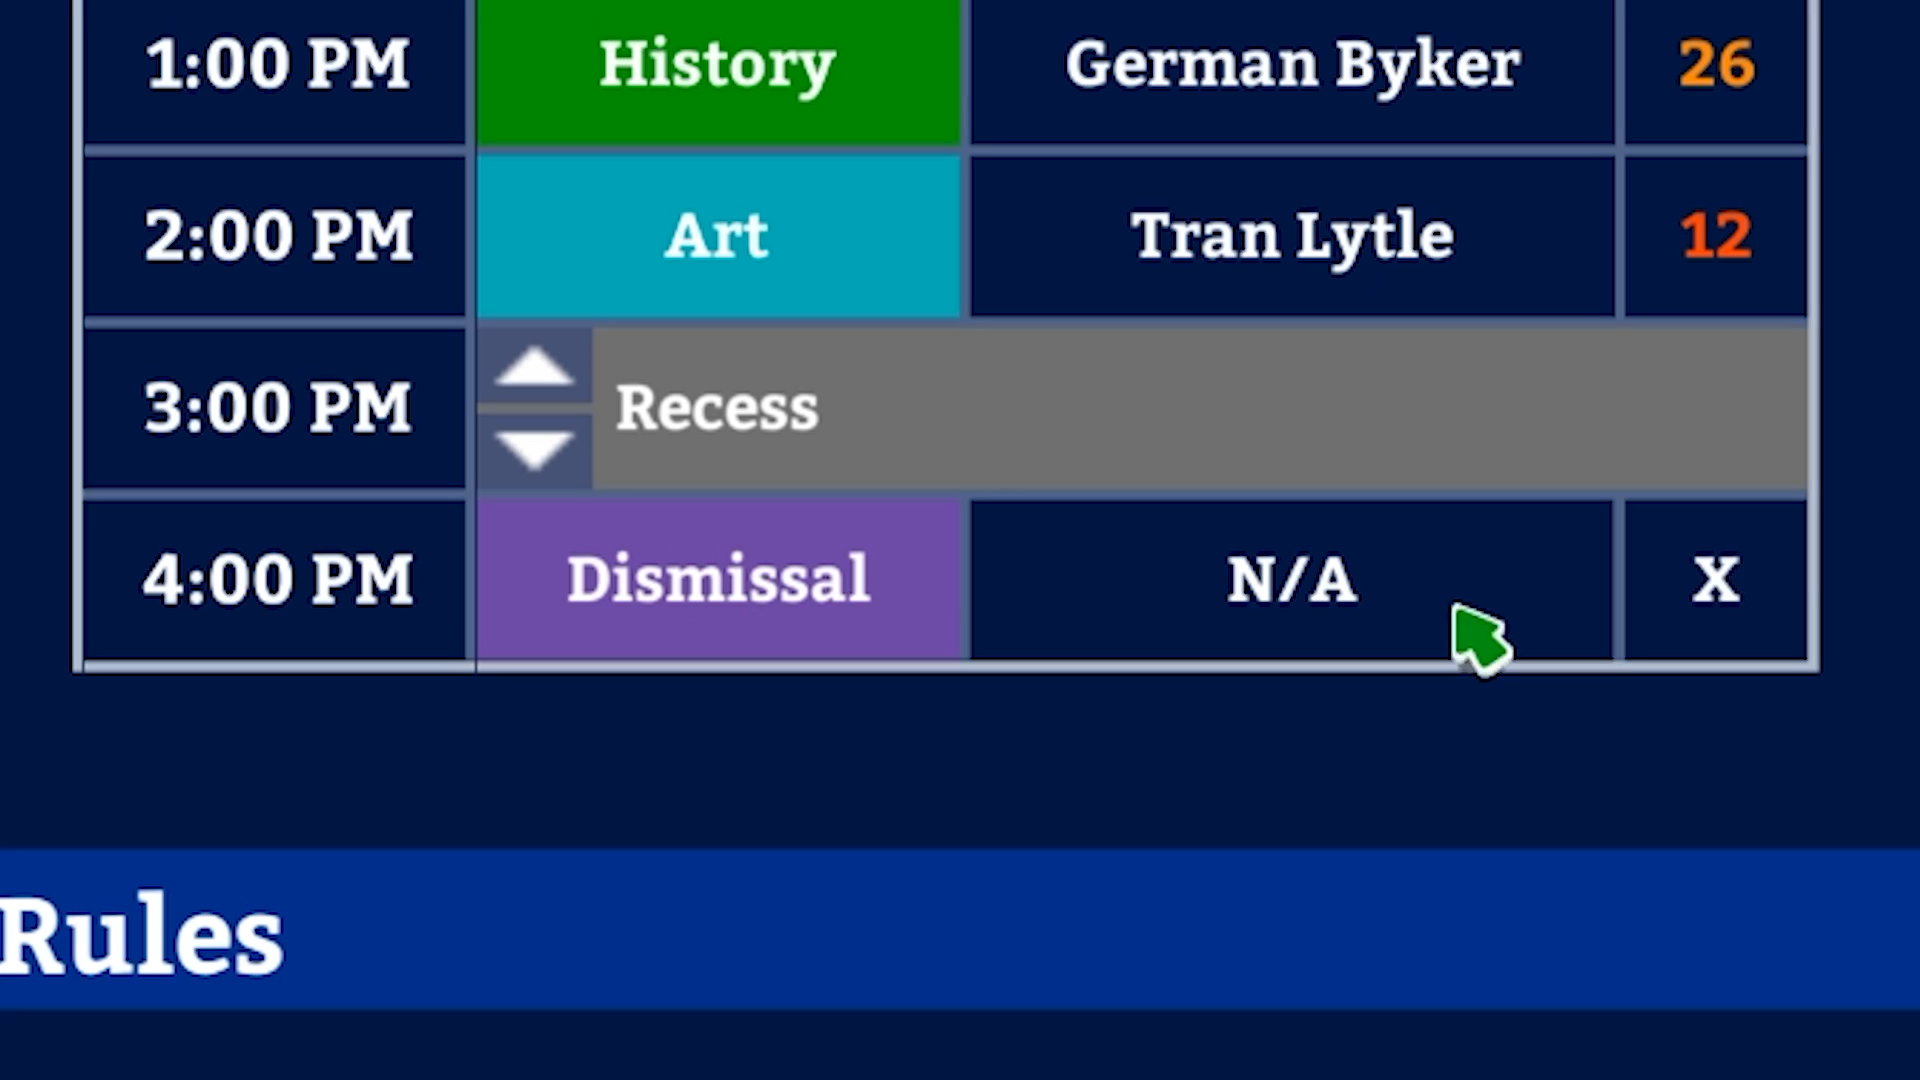 1:00 PM History German Byker 26
2:00 PM Art Tran Lytle 12
3:00 PM Recess
4:00 PM Dismissal N/A X
Rules